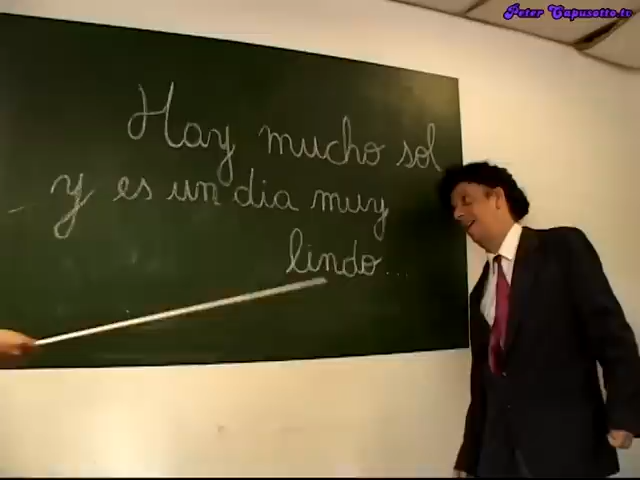 Peter Capusotto.tv
Hay mucho sol
y es un dia muy
lindo...